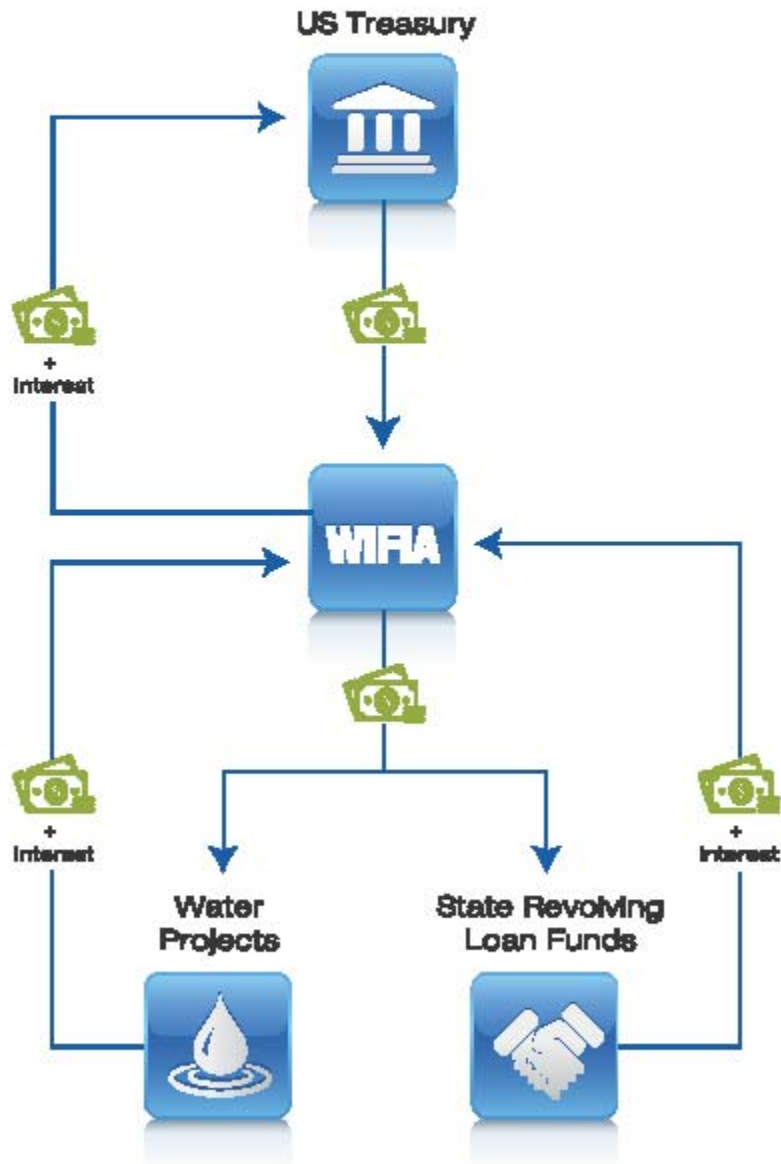 US Treasury
+
Interest
WIFIA
+
Interest
+
Interest
Water
Projects
State Revolving
Loan Funds